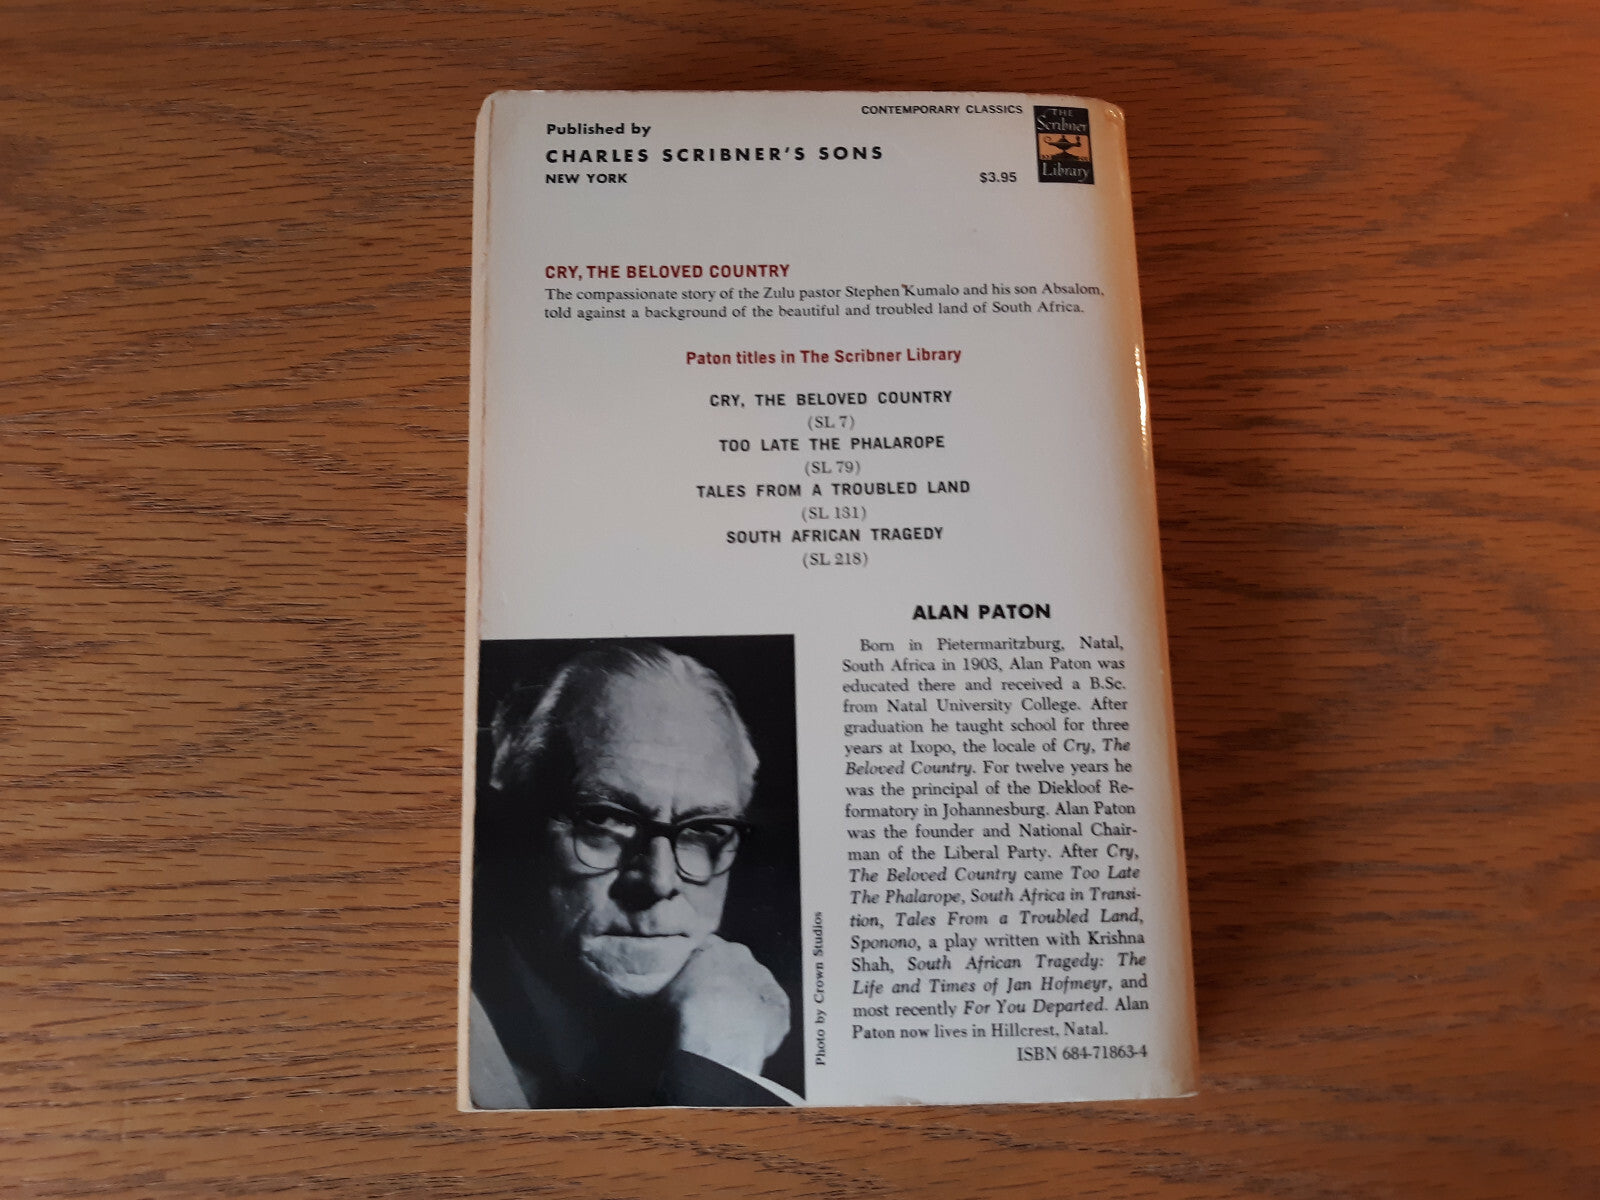 CONTEMPORARY CLASSICS
THE
Scribner
Library
Published by
CHARLES SCRIBNER'S SONS
NEW YORK
$3.95
CRY, THE BELOVED COUNTRY
The compassionate story of the Zulu pastor Stephen Kumalo and his son Absalom,
told against a background of the beautiful and troubled land of South Africa.
Paton titles in The Scribner Library
CRY, THE BELOVED COUNTRY
(SL 7)
TOO LATE THE PHALAROPE
(SL 79)
TALES FROM A TROUBLED LAND
(SL 131)
SOUTH AFRICAN TRAGEDY
(SL 218)
ALAN PATON
Born in Pietermaritzburg, Natal,
South Africa in 1903, Alan Paton was
educated there and received a B.Sc.
from Natal University College. After
graduation he taught school for three
years at Ixopo, the locale of Cry, The
Beloved Country. For twelve years he
was the principal of the Diekloof Re-
formatory in Johannesburg. Alan Paton
was the founder and National Chair-
man of the Liberal Party. After Cry,
The Beloved Country came Too Late
The Phalarope, South Africa in Transi-
tion, Tales From a Troubled Land,
Sponono, a play written with Krishna
Shah, South African Tragedy: The
Life and Times of Jan Hofmeyr, and
most recently For You Departed. Alan
Paton now lives in Hillcrest, Natal.
ISBN 684-71863-4
Photo by Crown Studios